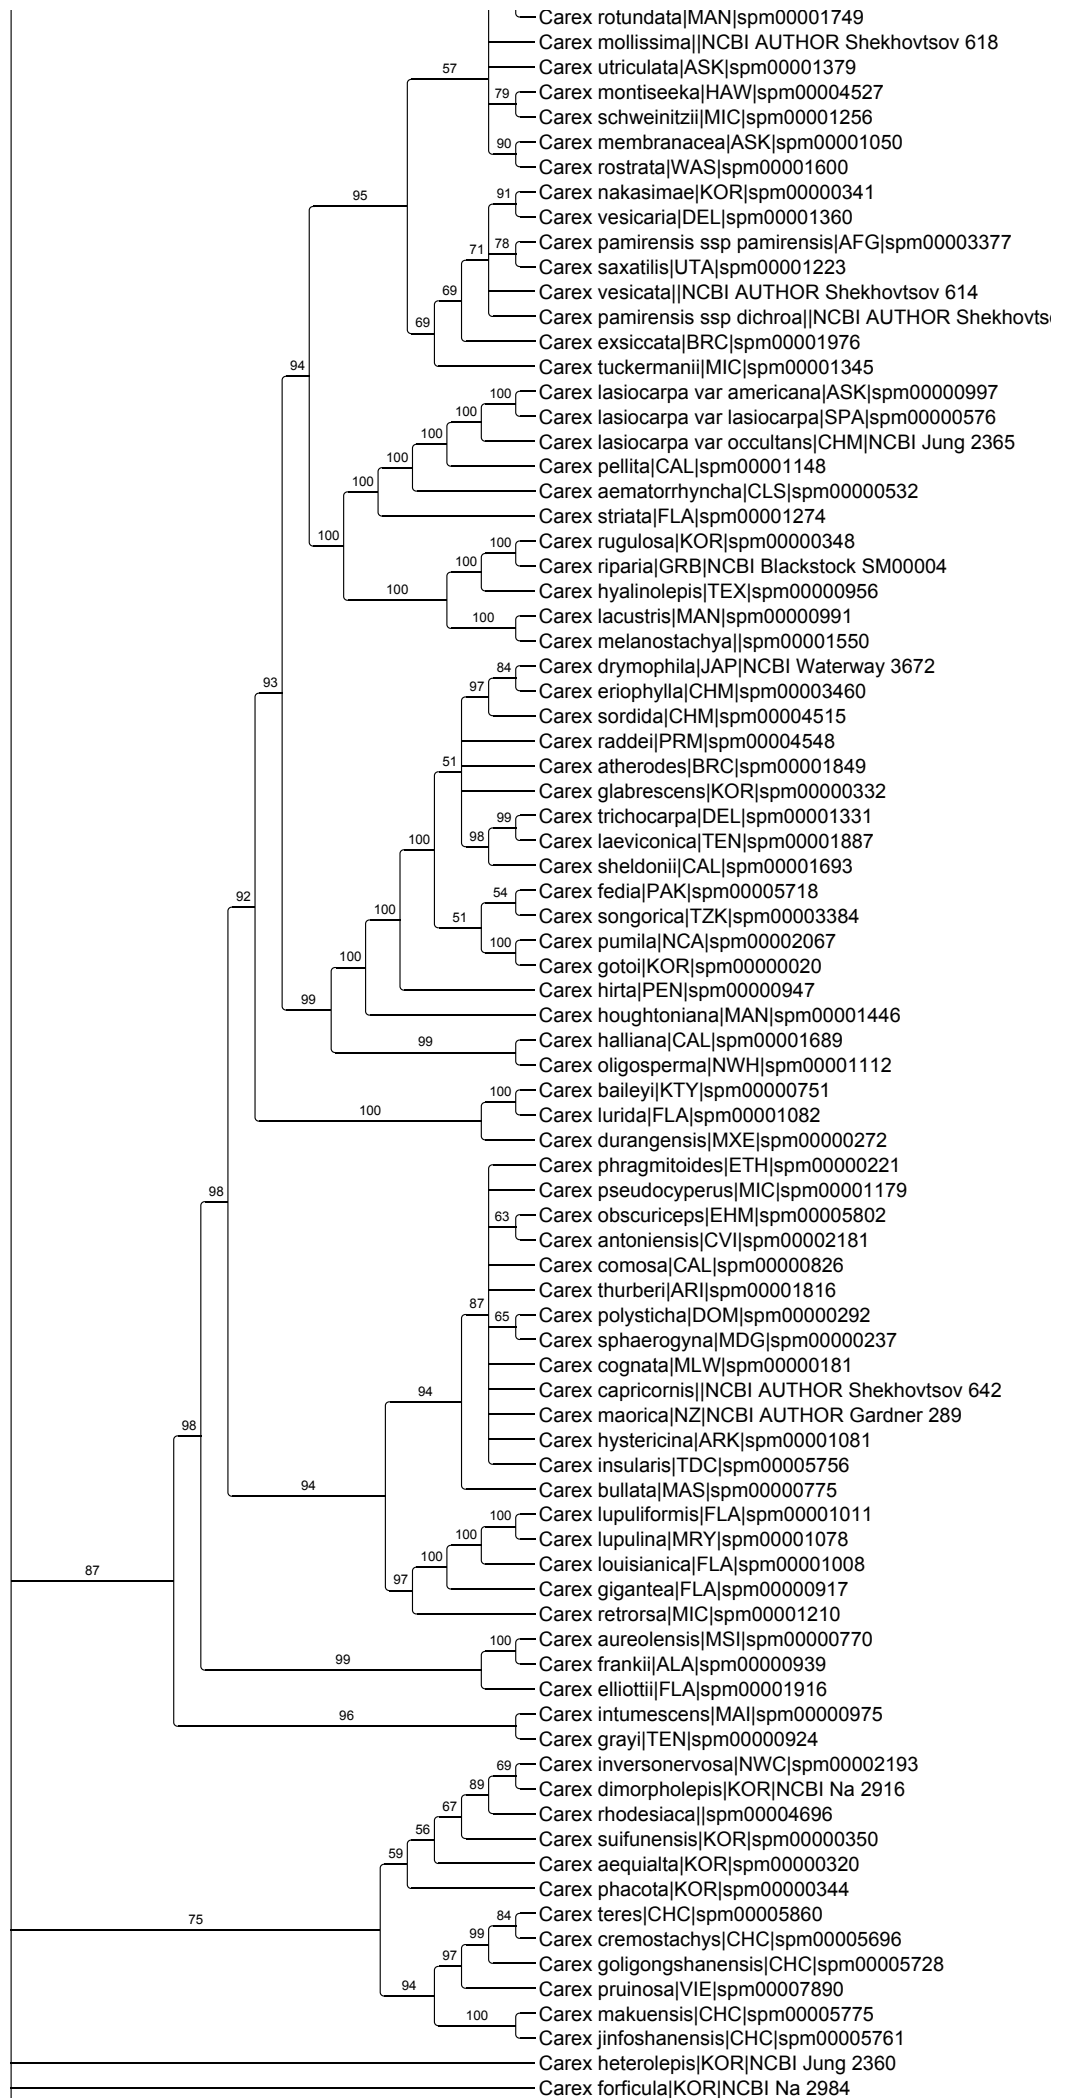 Carex rotundata|MAN|spm00001749
Carex mollissima||NCBI AUTHOR Shekhovtsov 618
57
Carex utriculata|ASK|spm00001379
79
Carex montiseeka|HAW|spm00004527
Carex schweinitzii|MIC|spm00001256
90
Carex membranacea|ASK|spm00001050
Carex rostrata|WAS|spm00001600
95
91
Carex nakasimae|KOR|spm00000341
Carex vesicaria|DEL|spm00001360
71
78
Carex pamirensis ssp pamirensis|AFG|spm00003377
Carex saxatilis|UTA|spm00001223
69
Carex vesicata||NCBI AUTHOR Shekhovtsov 614
69
Carex pamirensis ssp dichroa||NCBI AUTHOR Shekhovts
Carex exsiccata|BRC|spm00001976
94
Carex tuckermanii|MIC|spm00001345
100
Carex lasiocarpa var americana|ASK|spm00000997
100
Carex lasiocarpa var lasiocarpa|SPA|spm00000576
100
Carex lasiocarpa var occultans|CHM|NCBI Jung 2365
100
Carex pellita|CAL|spm00001148
100
Carex aematorrhyncha|CLS|spm00000532
Carex striata|FLA|spm00001274
100
100
Carex rugulosa|KOR|spm00000348
100
Carex riparia|GRB|NCBI Blackstock SM00004
100
Carex hyalinolepis|TEX|spm00000956
100
Carex lacustris|MAN|spm00000991
Carex melanostachya||spm00001550
93
84
Carex drymophila|JAP|NCBI Waterway 3672
97
Carex eriophylla|CHM|spm00003460
Carex sordida|CHM|spm00004515
Carex raddei|PRM|spm00004548
51
Carex atherodes|BRC|spm00001849
Carex glabrescens|KOR|spm00000332
99
Carex trichocarpa|DEL|spm00001331
100
98
Carex laeviconica|TEN|spm00001887
Carex sheldonii|CAL|spm00001693
92
54
Carex fedia|PAK|spm00005718
100
51
Carex songorica|TZK|spm00003384
100
Carex pumila|NCA|spm00002067
100
Carex gotoi|KOR|spm00000020
99
Carex hirta|PEN|spm00000947
Carex houghtoniana|MAN|spm00001446
99
Carex halliana|CAL|spm00001689
Carex oligosperma|NWH|spm00001112
100
Carex baileyi|KTY|spm00000751
100
Carex lurida|FLA|spm00001082
Carex durangensis|MXE|spm00000272
Carex phragmitoides|ETH|spm00000221
98
Carex pseudocyperus|MIC|spm00001179
63
Carex obscuriceps|EHM|spm00005802
Carex antoniensis|CVI|spm00002181
Carex comosa|CAL|spm00000826
Carex thurberi|ARI|spm00001816
87
65
Carex polysticha|DOM|spm00000292
Carex sphaerogyna|MDG|spm00000237
Carex cognata|MLW|spm00000181
94
Carex capricornis||NCBI AUTHOR Shekhovtsov 642
98
Carex maorica|NZ|NCBI AUTHOR Gardner 289
Carex hystericina|ARK|spm00001081
Carex insularis|TDC|spm00005756
94
Carex bullata|MAS|spm00000775
100
Carex lupuliformis|FLA|spm00001011
100
Carex lupulina|MRY|spm00001078
100
Carex louisianica|FLA|spm00001008
87
97
Carex gigantea|FLA|spm00000917
Carex retrorsa|MIC|spm00001210
100
Carex aureolensis|MSI|spm00000770
99
Carex frankii|ALA|spm00000939
Carex elliottii|FLA|spm00001916
96
Carex intumescens|MAI|spm00000975
Carex grayi|TEN|spm00000924
69
Carex inversonervosa|NWC|spm00002193
89
Carex dimorpholepis|KOR|NCBI Na 2916
67
Carex rhodesiaca||spm00004696
56
Carex suifunensis|KOR|spm00000350
59
Carex aequialta|KOR|spm00000320
Carex phacota|KOR|spm00000344
75
84
Carex teres|CHC|spm00005860
99
Carex cremostachys|CHC|spm00005696
97
Carex goligongshanensis|CHC|spm00005728
94
Carex pruinosa|VIE|spm00007890
100
Carex makuensis|CHC|spm00005775
Carex jinfoshanensis|CHC|spm00005761
Carex heterolepis|KOR|NCBI Jung 2360
Carex forficula|KOR|NCBI Na 2984